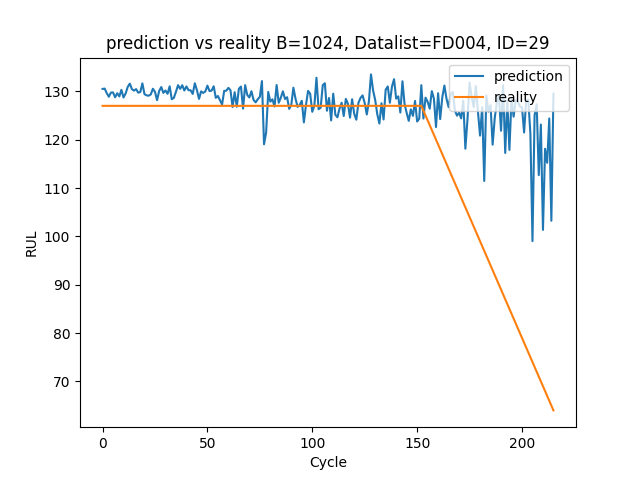 prediction vs reality B=1024, Datalist=FD004, ID=29
prediction
reality
130
120
110
100
90
80
70
RUL
0 50 100 150 200
Cycle